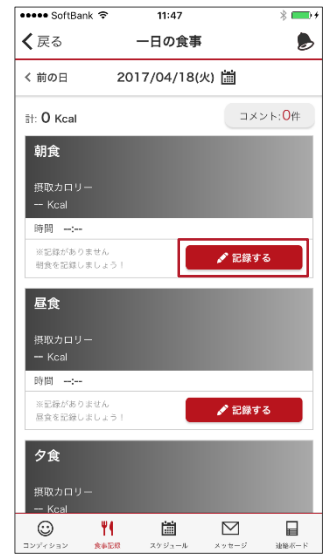 SoftBank 11:47
戻る 一日の食事
前の日 2017/04/18(火)
計: 0 Kcal コメント:0件
朝食
摂取カロリー
-- Kcal
時間 --:--
※記録がありません
朝食を記録しましょう!
記録する
昼食
摂取カロリー
-- Kcal
時間 --:--
※記録がありません
昼食を記録しましょう!
記録する
夕食
摂取カロリー
-- Kcal
コンディション 食事記録 スケジュール メッセージ 連絡ボード